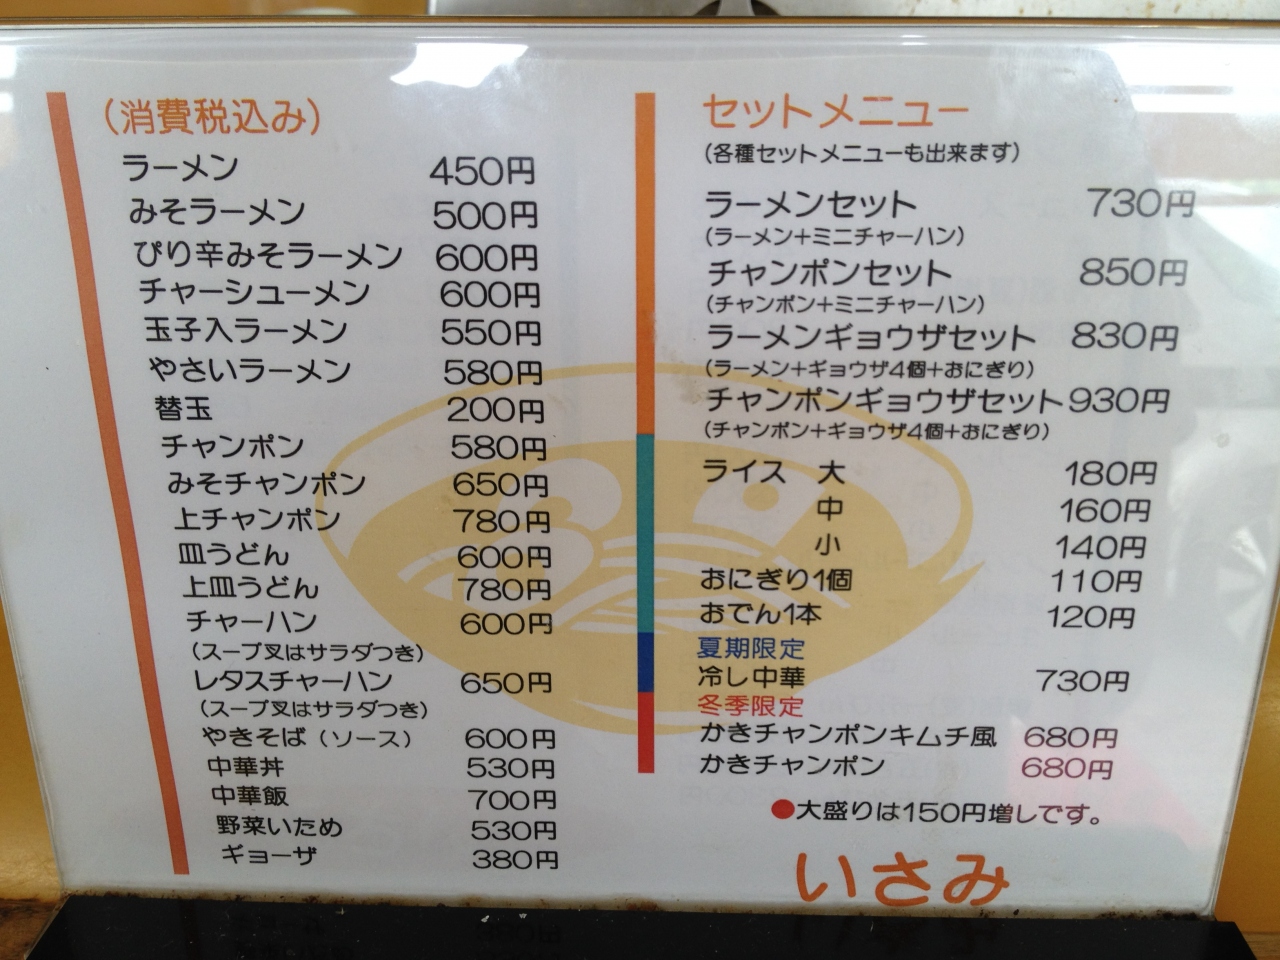 (消費税込み)
ラーメン 450円
みそラーメン 500円
ぴり辛みそラーメン 600円
チャーシューメン 600円
玉子入ラーメン 550円
やさいラーメン 580円
替玉 200円
チャンポン 580円
みそチャンポン 650円
上チャンポン 780円
皿うどん 600円
上皿うどん 780円
チャーハン 600円
(スープ又はサラダつき)
レタスチャーハン 650円
(スープ又はサラダつき)
やきそば(ソース) 600円
中華丼 530円
中華飯 700円
野菜いため 530円
ギョーザ 380円
セットメニュー
(各種セットメニューも出来ます)
ラーメンセット 730円
(ラーメン+ミニチャーハン)
チャンポンセット 850円
(チャンポン+ミニチャーハン)
ラーメンギョウザセット 830円
(ラーメン+ギョウザ4個+おにぎり)
チャンポンギョウザセット 930円
(チャンポン+ギョウザ4個+おにぎり)
ライス 大 180円
中 160円
小 140円
おにぎり1個 110円
おでん1本 120円
夏期限定
冷し中華 730円
冬季限定
かきチャンポンキムチ風 680円
かきチャンポン 680円
●大盛りは150円増しです。
いさみ